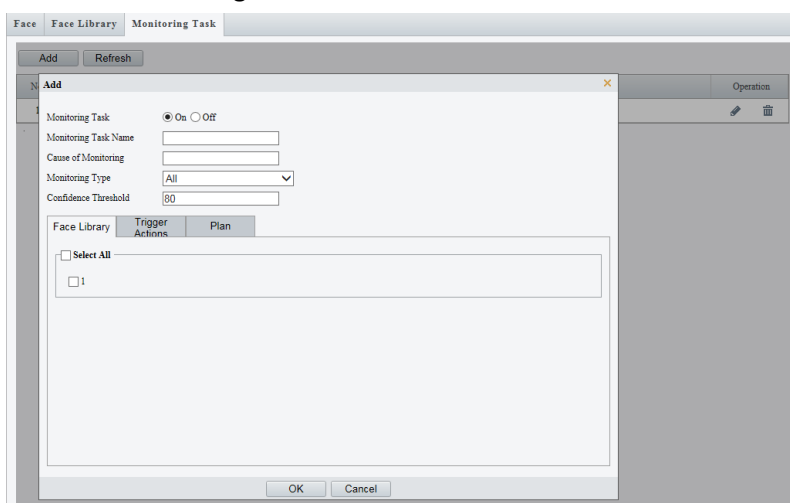 Face Face Library Monitoring Task
Add Refresh
Operation
Add
Monitoring Task On Off
Monitoring Task Name
Cause of Monitoring
Monitoring Type All
Confidence Threshold 80
Face Library Trigger Actions Plan
Select All
1
OK Cancel